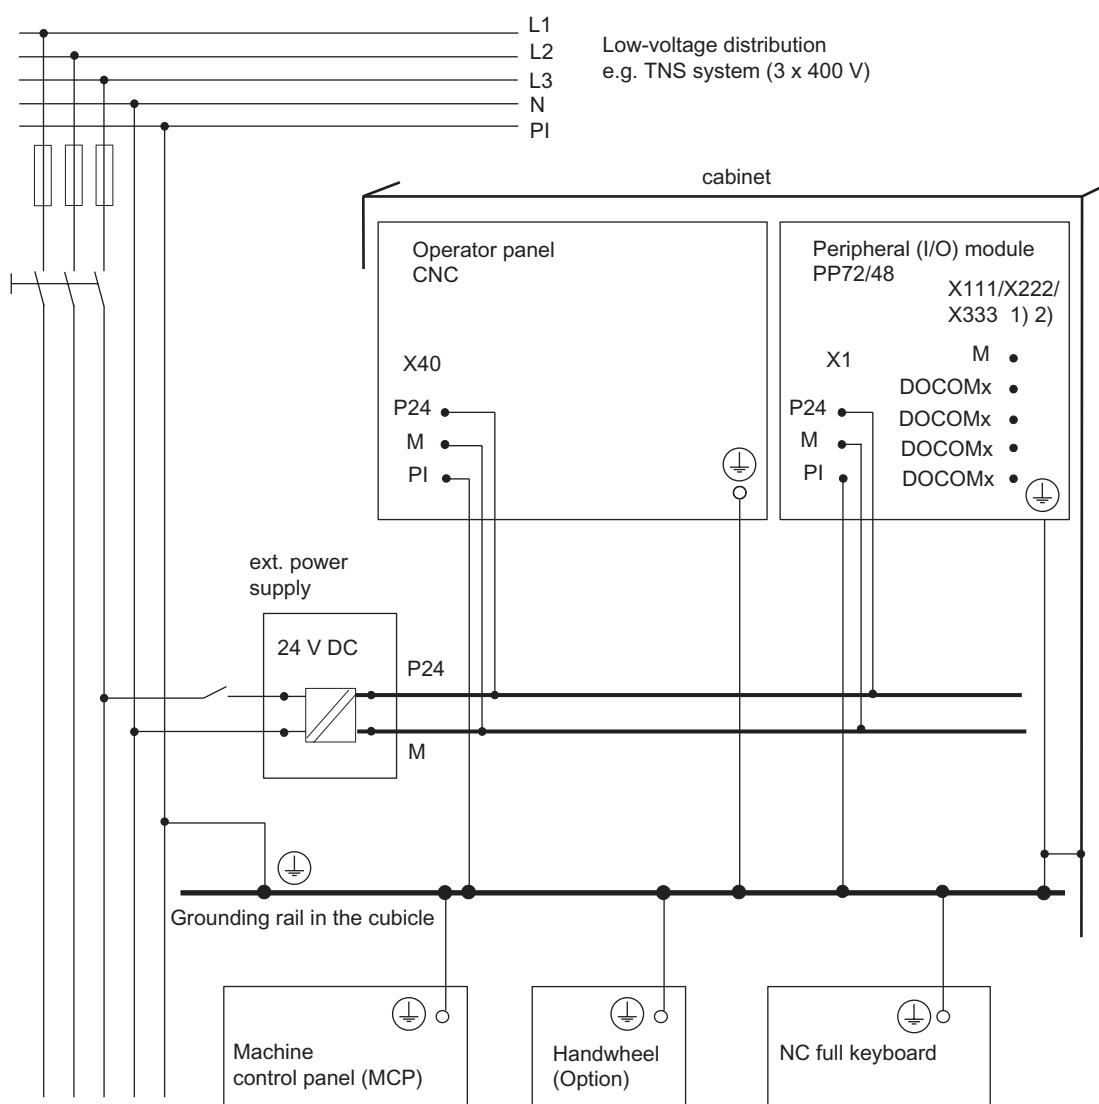 L1
L2
L3
N
PI
Low-voltage distribution
e.g. TNS system (3 x 400 V)
cabinet
Operator panel
CNC
X40
P24
M
PI
Peripheral (I/O) module
PP72/48
X111/X222/
X333 1) 2)
X1
M
DOCOMx
DOCOMx
DOCOMx
DOCOMx
P24
M
PI
ext. power
supply
24 V DC
P24
M
Grounding rail in the cubicle
Machine
control panel (MCP)
Handwheel
(Option)
NC full keyboard